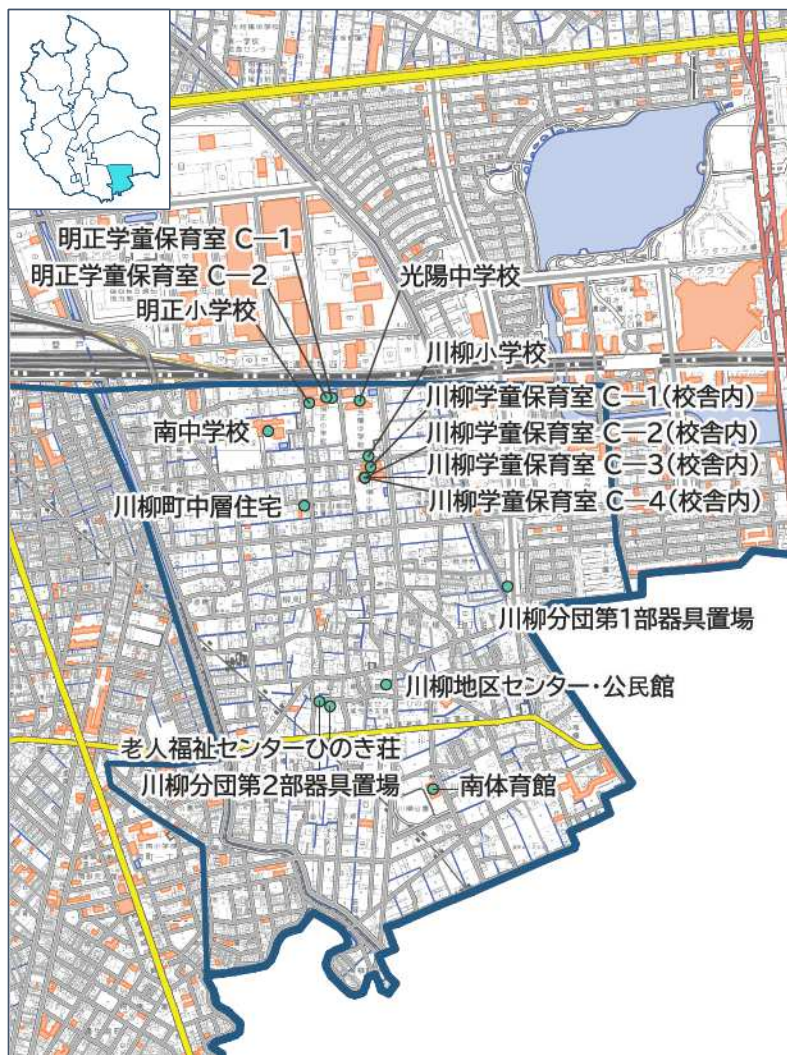 明正学童保育室 C―1
明正学童保育室 C―2
明正小学校
光陽中学校
川柳小学校
川柳学童保育室 C―1(校舎内)
川柳学童保育室 C―2(校舎内)
川柳学童保育室 C―3(校舎内)
川柳学童保育室 C―4(校舎内)
南中学校
川柳町中層住宅
川柳分団第1部器具置場
川柳地区センター・公民館
老人福祉センターひのき荘
川柳分団第2部器具置場
南体育館